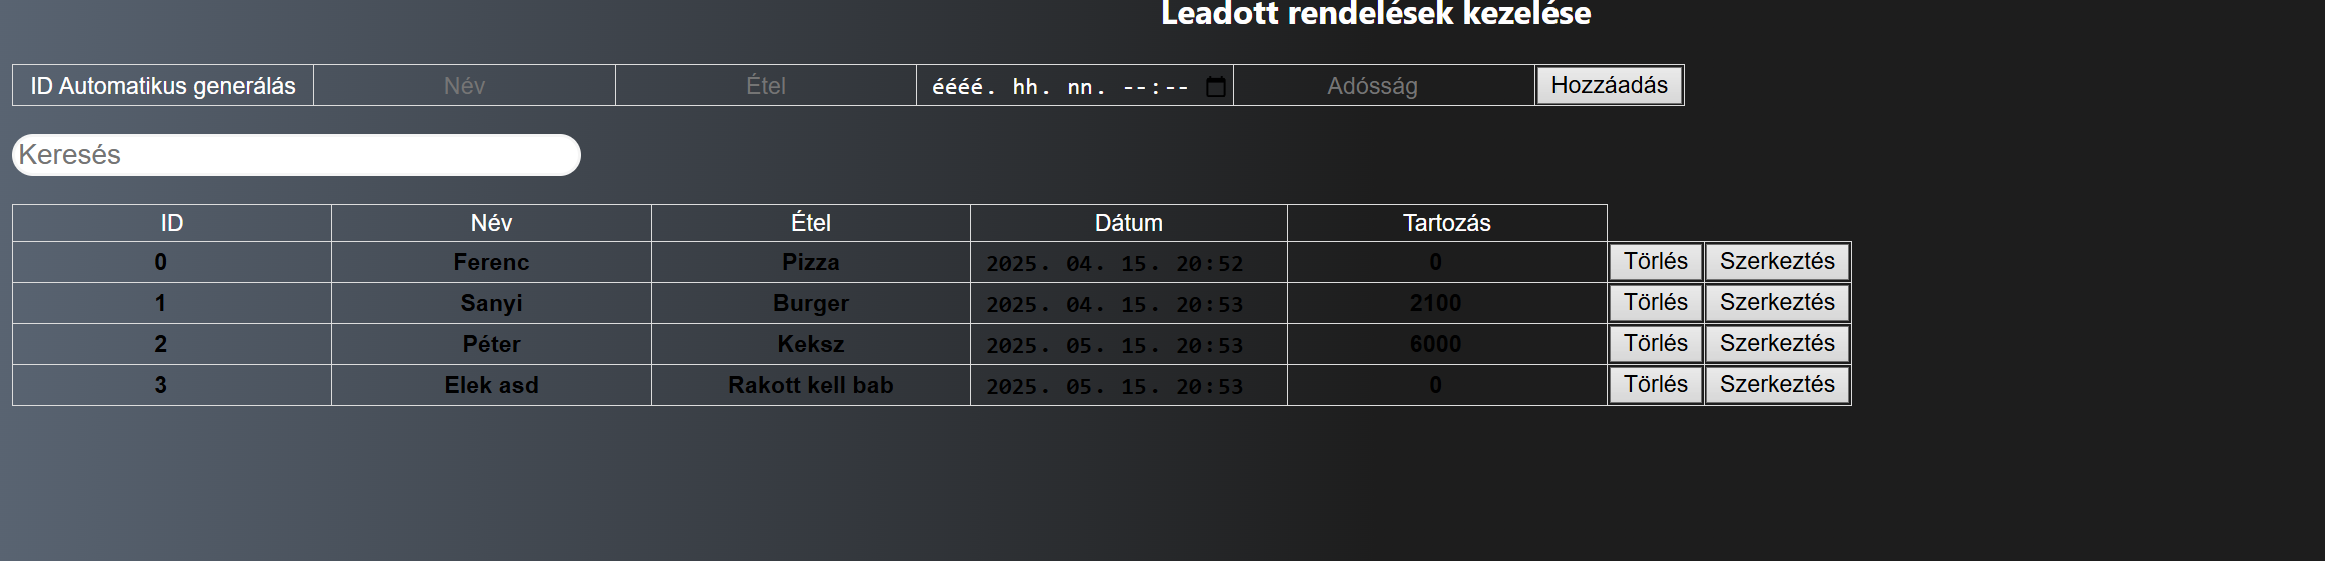 Leadott rendelések kezelése
ID Automatikus generálás Név Étel éééé. hh. nn. --:-- Adósság Hozzáadás
Keresés
ID Név Étel Dátum Tartozás
0 Ferenc Pizza 2025. 04. 15. 20:52 0 Törlés Szerkeztés
1 Sanyi Burger 2025. 04. 15. 20:53 2100 Törlés Szerkeztés
2 Péter Keksz 2025. 05. 15. 20:53 6000 Törlés Szerkeztés
3 Elek asd Rakott kell bab 2025. 05. 15. 20:53 0 Törlés Szerkeztés